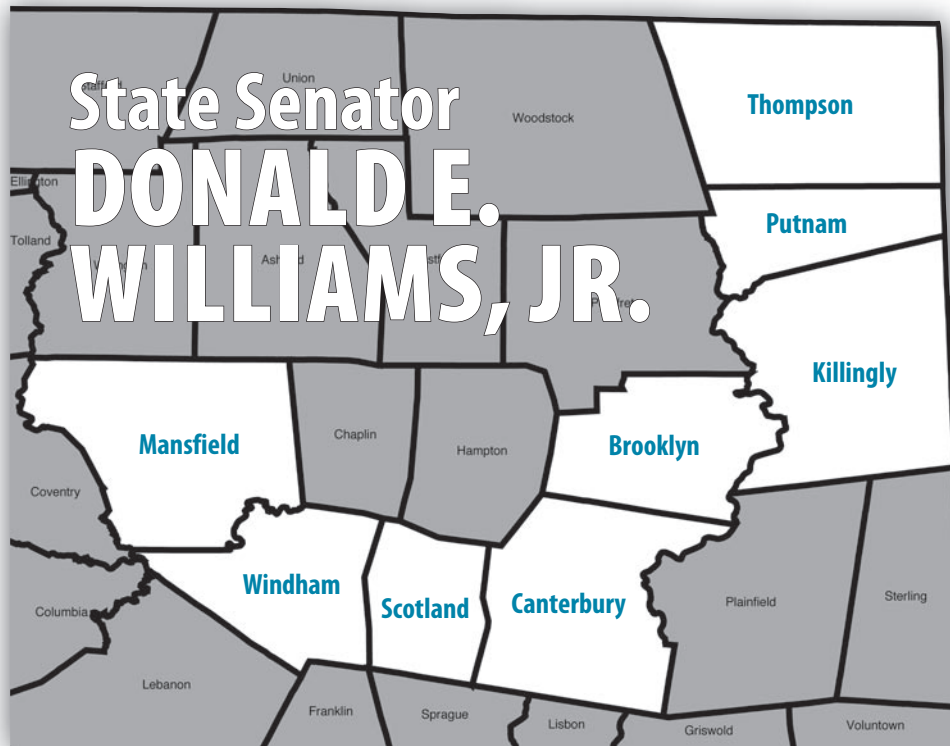 Union
State Senator
DONALD E.
WILLIAMS, JR.
Woodstock
Thompson
Ellington
Putnam
Tolland
Killingly
Mansfield
Chaplin
Hampton
Brooklyn
Coventry
Windham
Scotland
Canterbury
Plainfield
Sterling
Columbia
Lebanon
Franklin
Sprague
Lisbon
Griswold
Voluntown